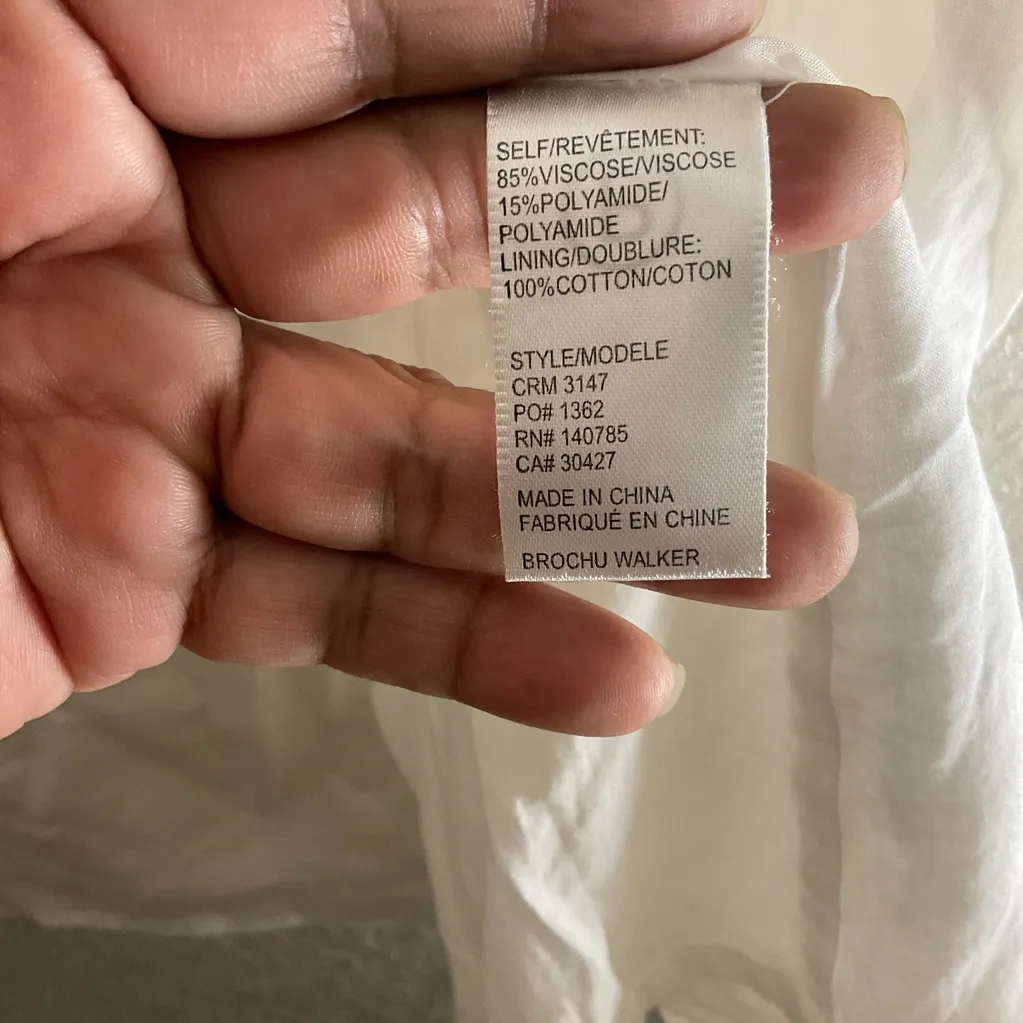 SELF/REVÊTEMENT:
85%VISCOSE/VISCOSE
15%POLYAMIDE/
POLYAMIDE
LINING/DOUBLURE:
100%COTTON/COTON
STYLE/MODELE
CRM 3147
PO# 1362
RN# 140785
CA# 30427
MADE IN CHINA
FABRIQUÉ EN CHINE
BROCHU WALKER